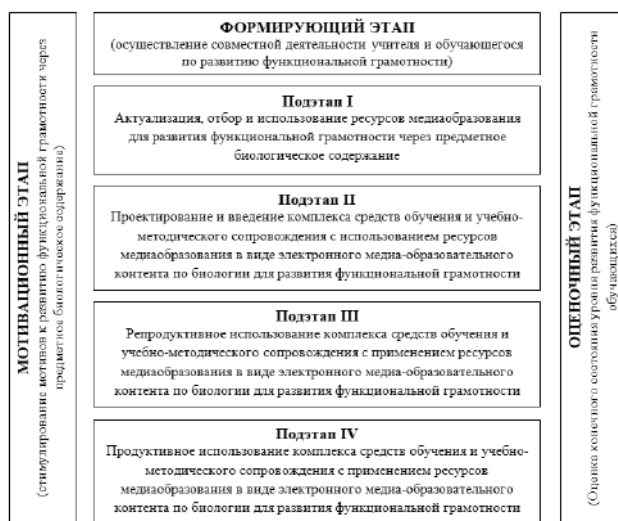 МОТИВАЦИОННЫЙ ЭТАП
(стимулирование мотивов к развитию функциональной грамотности через
предметное биологическое содержание)
ФОРМИРУЮЩИЙ ЭТАП
(осуществление совместной деятельности учителя и обучающегося
по развитию функциональной грамотности)
Подэтап I
Актуализация, отбор и использование ресурсов медиаобразования
для развития функциональной грамотности через предметное
биологическое содержание
Подэтап II
Проектирование и введение комплекса средств обучения и учебно-
методического сопровождения с использованием ресурсов
медиаобразования в виде электронного медиа-образовательного
контента по биологии для развития функциональной грамотности
Подэтап III
Репродуктивное использование комплекса средств обучения и
учебно-методического сопровождения с применением ресурсов
медиаобразования в виде электронного медиа-образовательного
контента по биологии для развития функциональной грамотности
Подэтап IV
Продуктивное использование комплекса средств обучения и учебно-
методического сопровождения с применением ресурсов
медиаобразования в виде электронного медиа-образовательного
контента по биологии для развития функциональной грамотности
ОЦЕНОЧНЫЙ ЭТАП
(Оценка конечного состояния уровня развития функциональной грамотности
обучающихся)